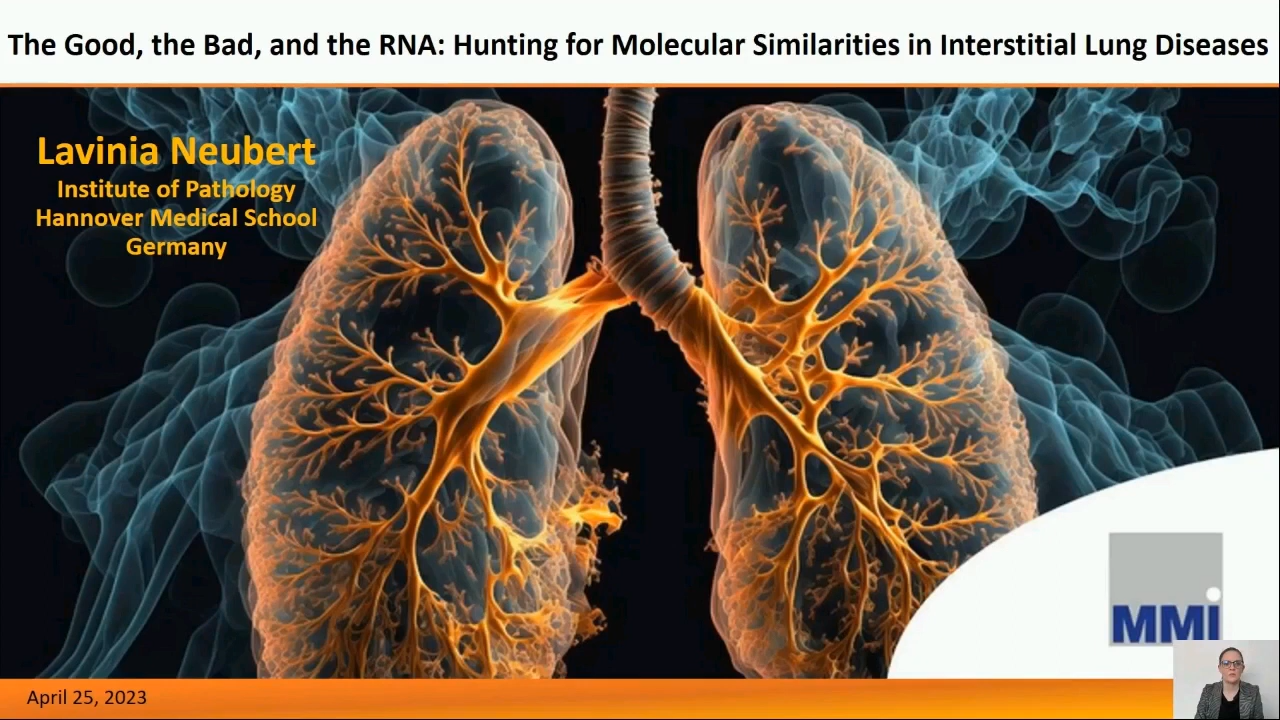 The Good, the Bad, and the RNA: Hunting for Molecular Similarities in Interstitial Lung Diseases
Lavinia Neubert
Institute of Pathology
Hannover Medical School
Germany
MMi
April 25, 2023